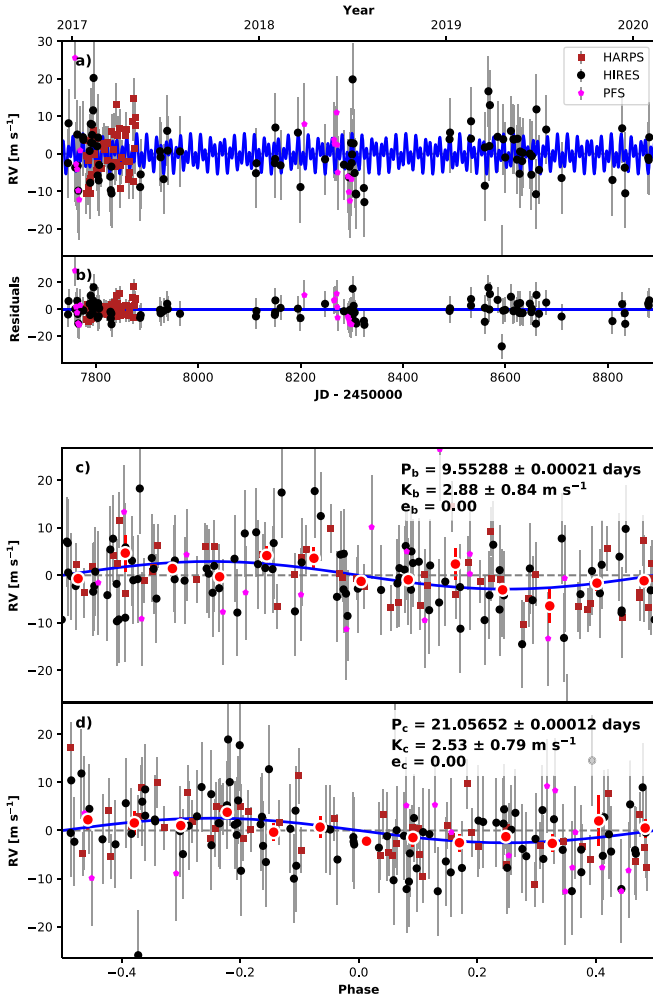 Year
2017 2018 2019 2020
a)
HARPS
HIRES
PFS
30
20
10
0
−10
−20
RV [m s⁻¹]
b)
20
0
−20
Residuals
7800 8000 8200 8400 8600 8800
JD - 2450000
c)
P_b = 9.55288 ± 0.00021 days
K_b = 2.88 ± 0.84 m s⁻¹
e_b = 0.00
20
10
0
−10
−20
RV [m s⁻¹]
d)
P_c = 21.05652 ± 0.00012 days
K_c = 2.53 ± 0.79 m s⁻¹
e_c = 0.00
20
10
0
−10
−20
RV [m s⁻¹]
−0.4 −0.2 0.0 0.2 0.4
Phase